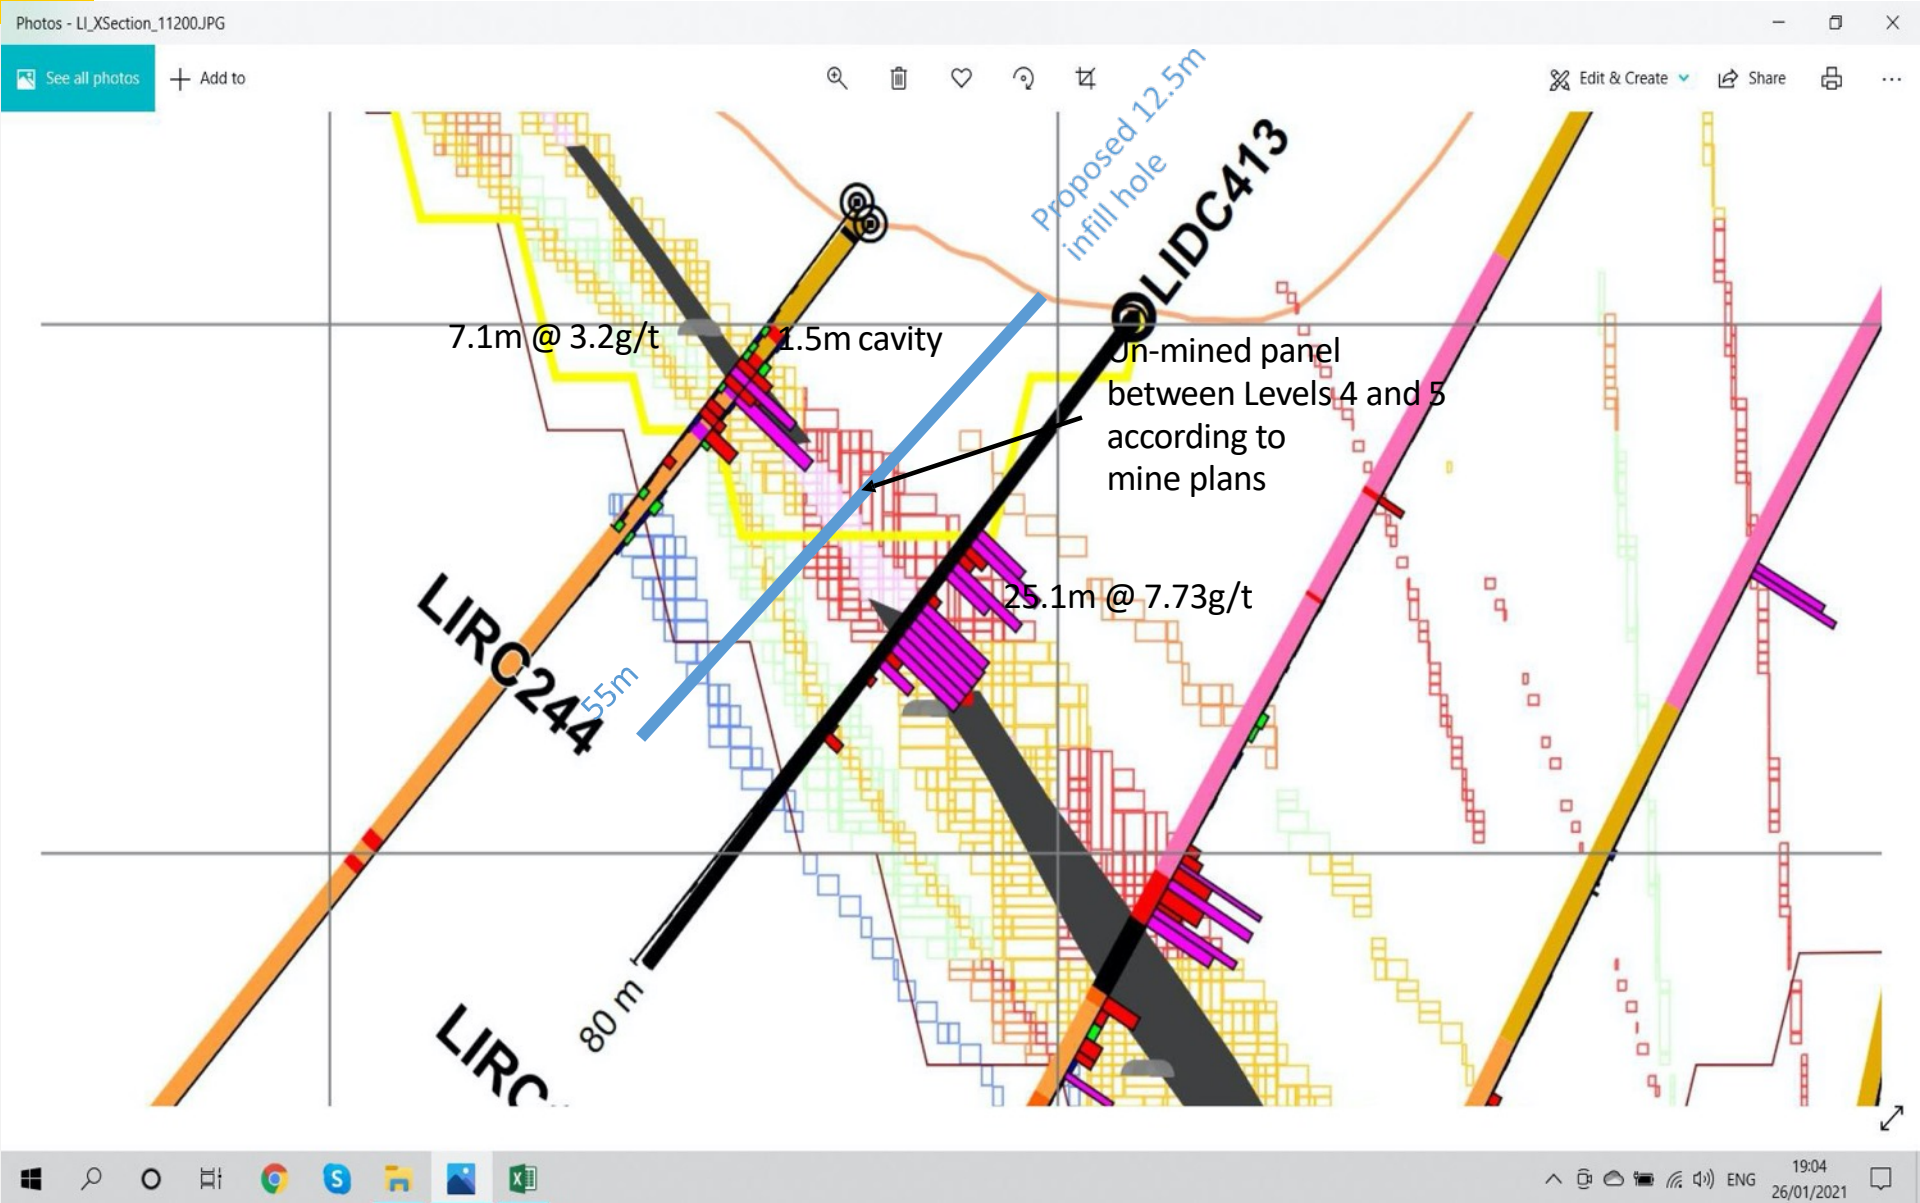 Photos - LI_XSection_11200.JPG
See all photos
Add to
Edit & Create
Share
Proposed 12.5m
infill hole
LIDC413
7.1m @ 3.2g/t
1.5m cavity
Un-mined panel
between Levels 4 and 5
according to
mine plans
25.1m @ 7.73g/t
LIRC244
55m
80 m
ENG
19:04
26/01/2021